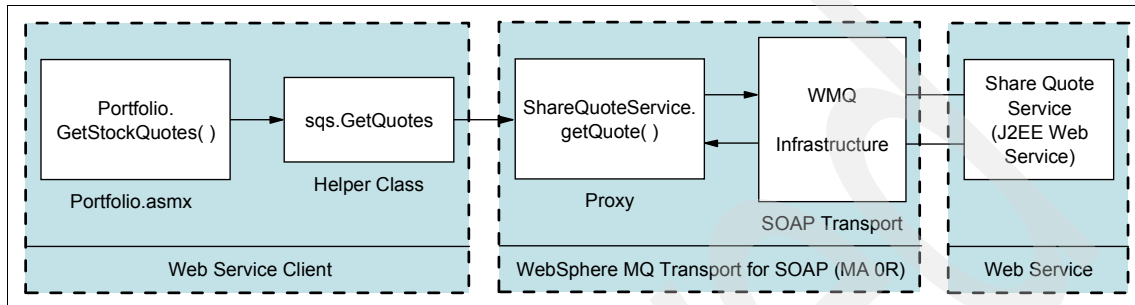 Portfolio.
GetStockQuotes( )
Portfolio.asmx
sqs.GetQuotes
Helper Class
Web Service Client
ShareQuoteService.
getQuote( )
Proxy
WMQ
Infrastructure
SOAP Transport
WebSphere MQ Transport for SOAP (MA 0R)
Share Quote
Service
(J2EE Web
Service)
Web Service